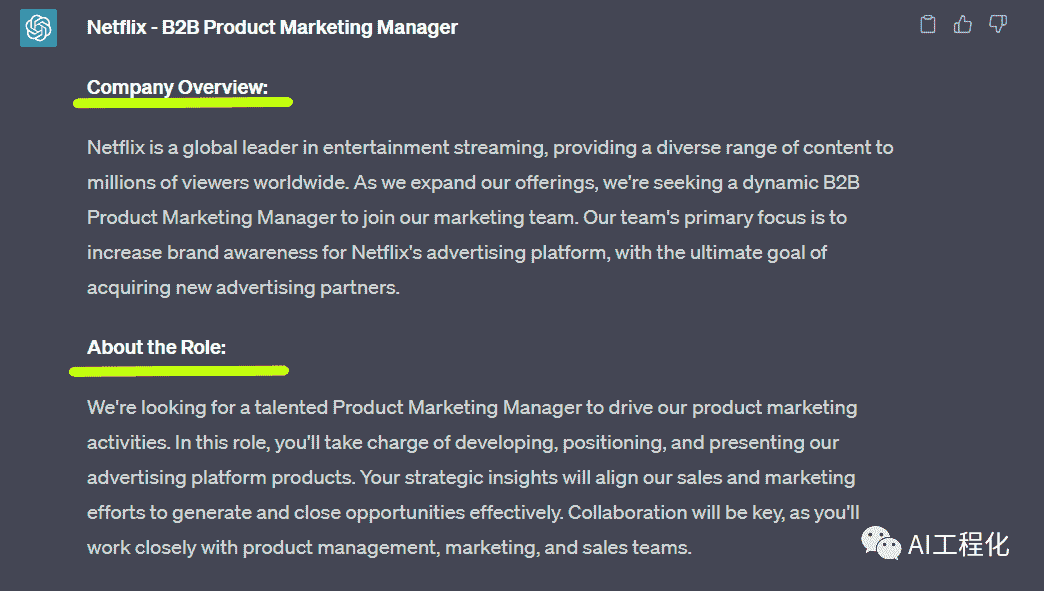 Netflix - B2B Product Marketing Manager
Company Overview:
Netflix is a global leader in entertainment streaming, providing a diverse range of content to
millions of viewers worldwide. As we expand our offerings, we're seeking a dynamic B2B
Product Marketing Manager to join our marketing team. Our team's primary focus is to
increase brand awareness for Netflix's advertising platform, with the ultimate goal of
acquiring new advertising partners.
About the Role:
We're looking for a talented Product Marketing Manager to drive our product marketing
activities. In this role, you'll take charge of developing, positioning, and presenting our
advertising platform products. Your strategic insights will align our sales and marketing
efforts to generate and close opportunities effectively. Collaboration will be key, as you'll
work closely with product management, marketing, and sales teams.
AI工程化